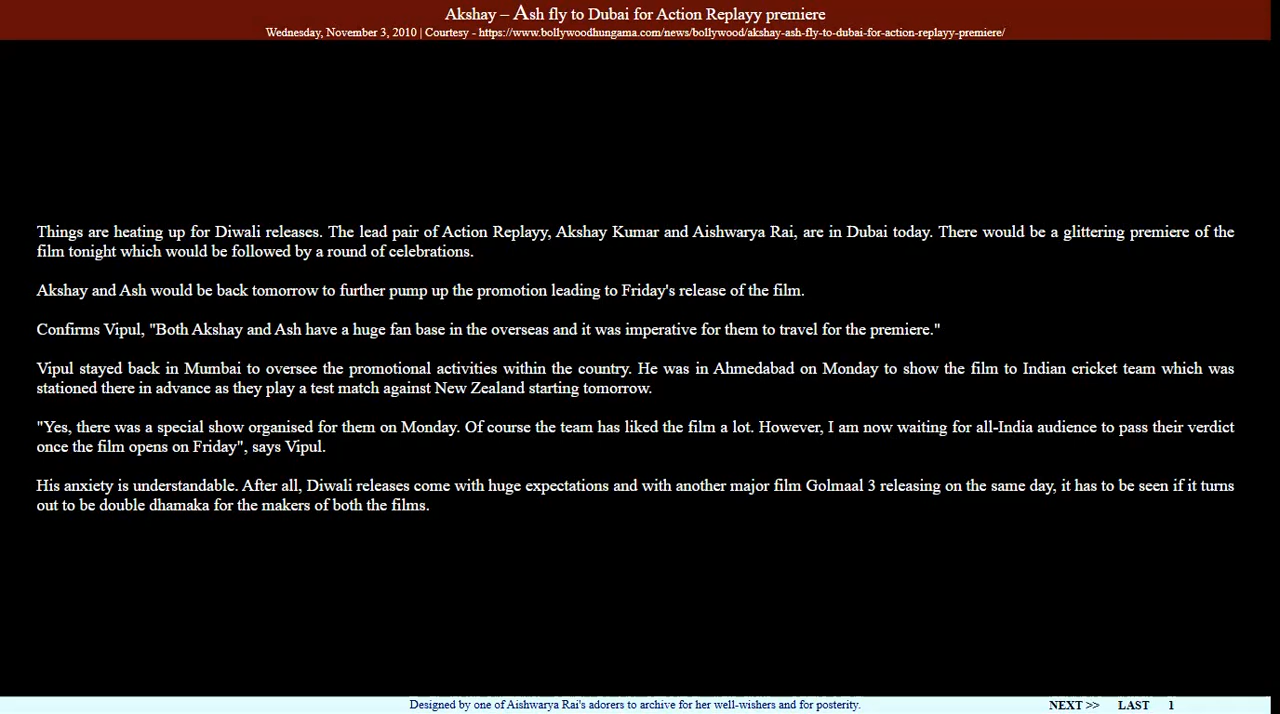 Akshay – Ash fly to Dubai for Action Replayy premiere
Wednesday, November 3, 2010 | Courtesy - https://www.bollywoodhungama.com/news/bollywood/akshay-ash-fly-to-dubai-for-action-replayy-premiere/
Things are heating up for Diwali releases. The lead pair of Action Replayy, Akshay Kumar and Aishwarya Rai, are in Dubai today. There would be a glittering premiere of the
film tonight which would be followed by a round of celebrations.
Akshay and Ash would be back tomorrow to further pump up the promotion leading to Friday's release of the film.
Confirms Vipul, "Both Akshay and Ash have a huge fan base in the overseas and it was imperative for them to travel for the premiere."
Vipul stayed back in Mumbai to oversee the promotional activities within the country. He was in Ahmedabad on Monday to show the film to Indian cricket team which was
stationed there in advance as they play a test match against New Zealand starting tomorrow.
"Yes, there was a special show organised for them on Monday. Of course the team has liked the film a lot. However, I am now waiting for all-India audience to pass their verdict
once the film opens on Friday", says Vipul.
His anxiety is understandable. After all, Diwali releases come with huge expectations and with another major film Golmaal 3 releasing on the same day, it has to be seen if it turns
out to be double dhamaka for the makers of both the films.
Designed by one of Aishwarya Rai's adorers to archive for her well-wishers and for posterity.
NEXT >> LAST 1